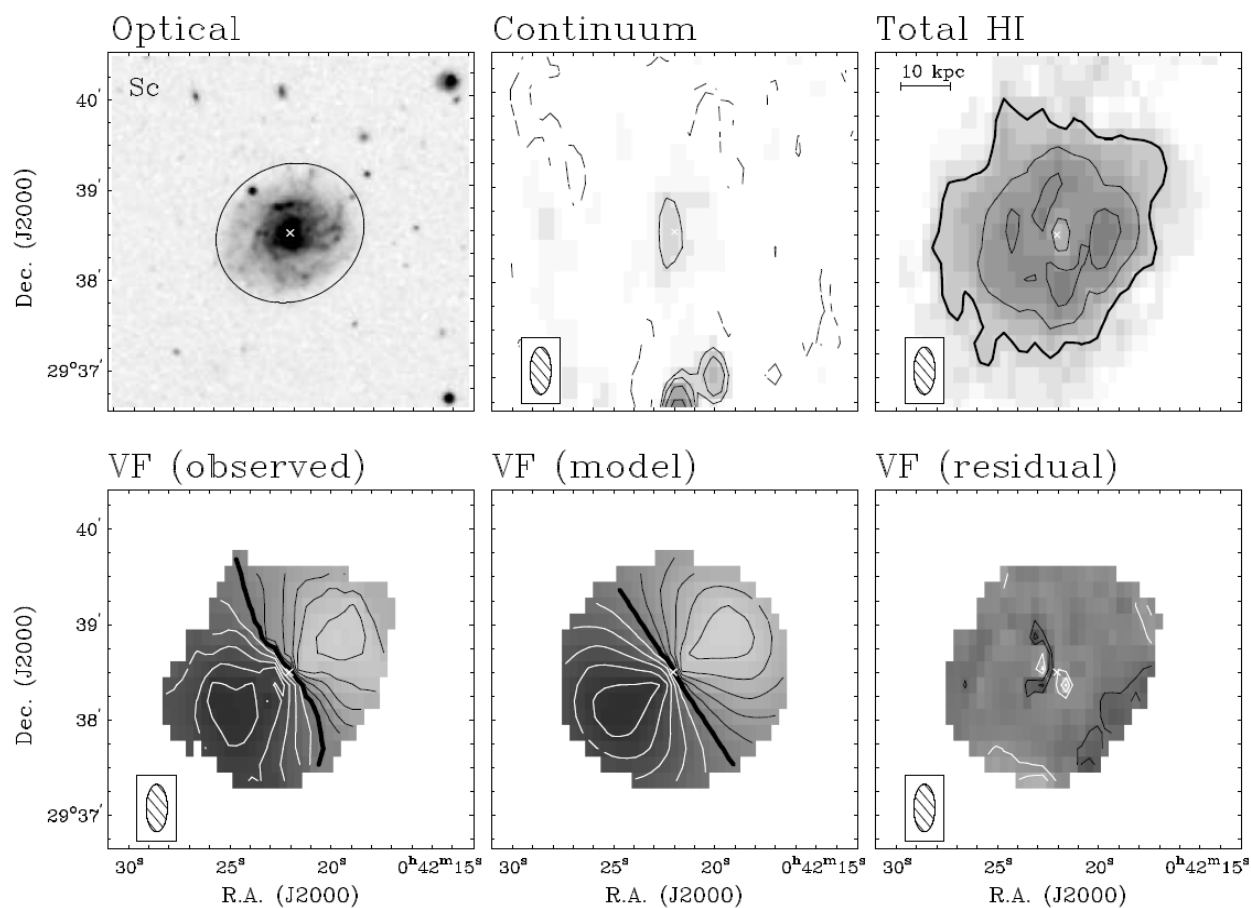 Optical Continuum Total HI
Sc
10 kpc
40′
39′
38′
29°37′
Dec. (J2000)
VF (observed) VF (model) VF (residual)
40′
39′
38′
29°37′
Dec. (J2000)
30ˢ 25ˢ 20ˢ 0ʰ42ᵐ15ˢ
30ˢ 25ˢ 20ˢ 0ʰ42ᵐ15ˢ
30ˢ 25ˢ 20ˢ 0ʰ42ᵐ15ˢ
R.A. (J2000) R.A. (J2000) R.A. (J2000)